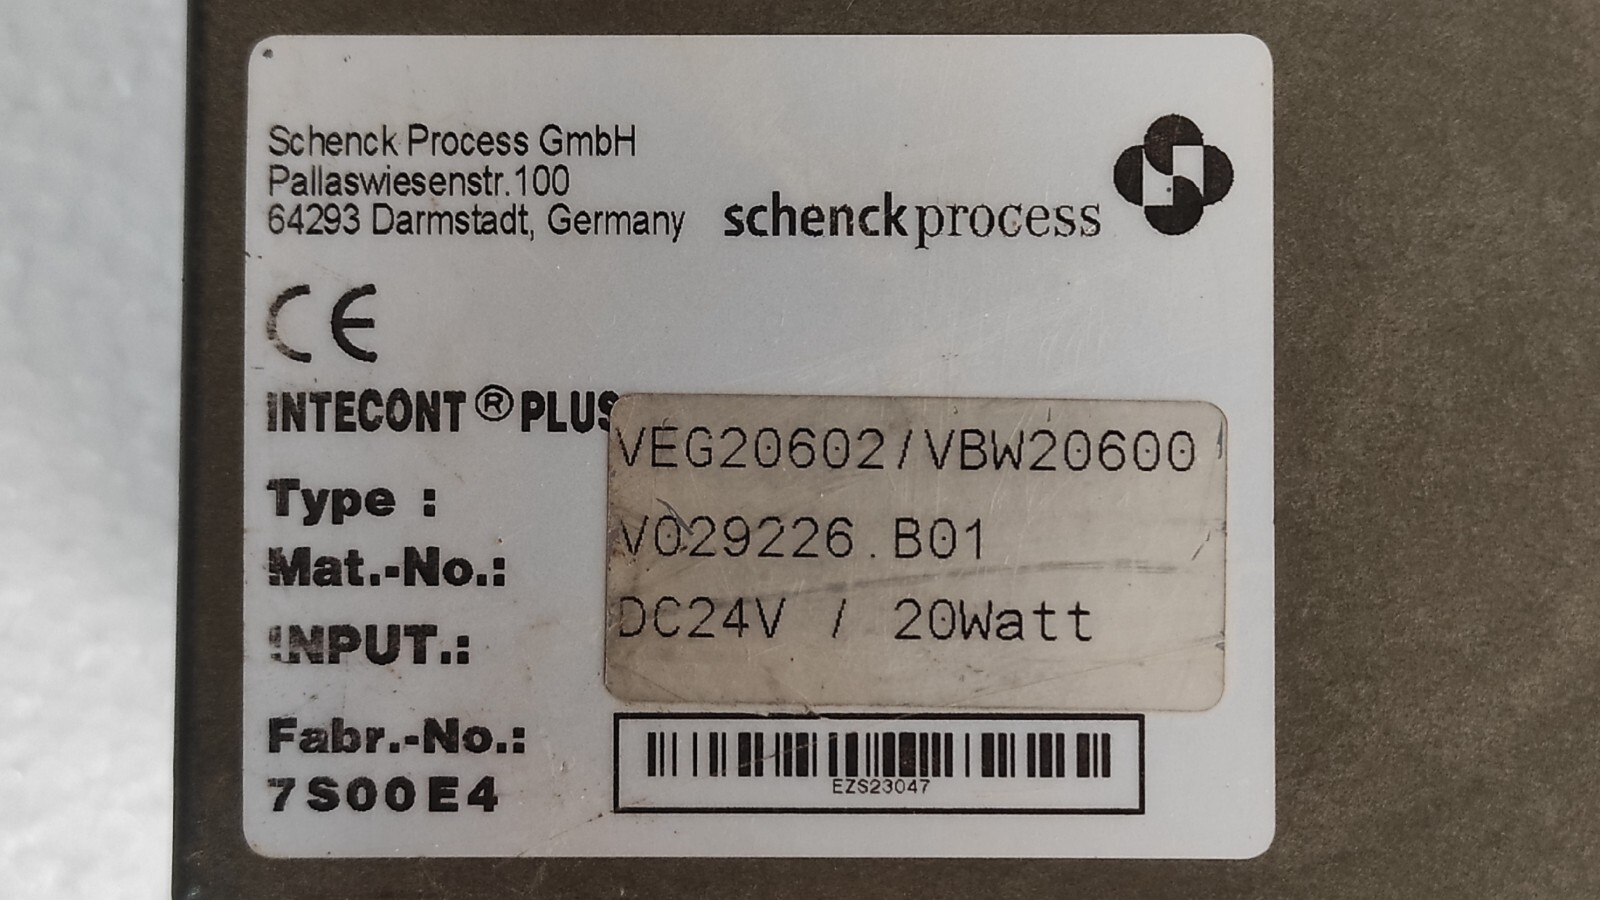 Schenck Process GmbH
Pallaswiesenstr.100
64293 Darmstadt, Germany
schenckprocess
CE
INTECONT ® PLUS
VEG20602/VBW20600
Type :
V029226.B01
Mat.-No.:
DC24V / 20Watt
INPUT.:
Fabr.-No.:
7S00E4
EZS23047